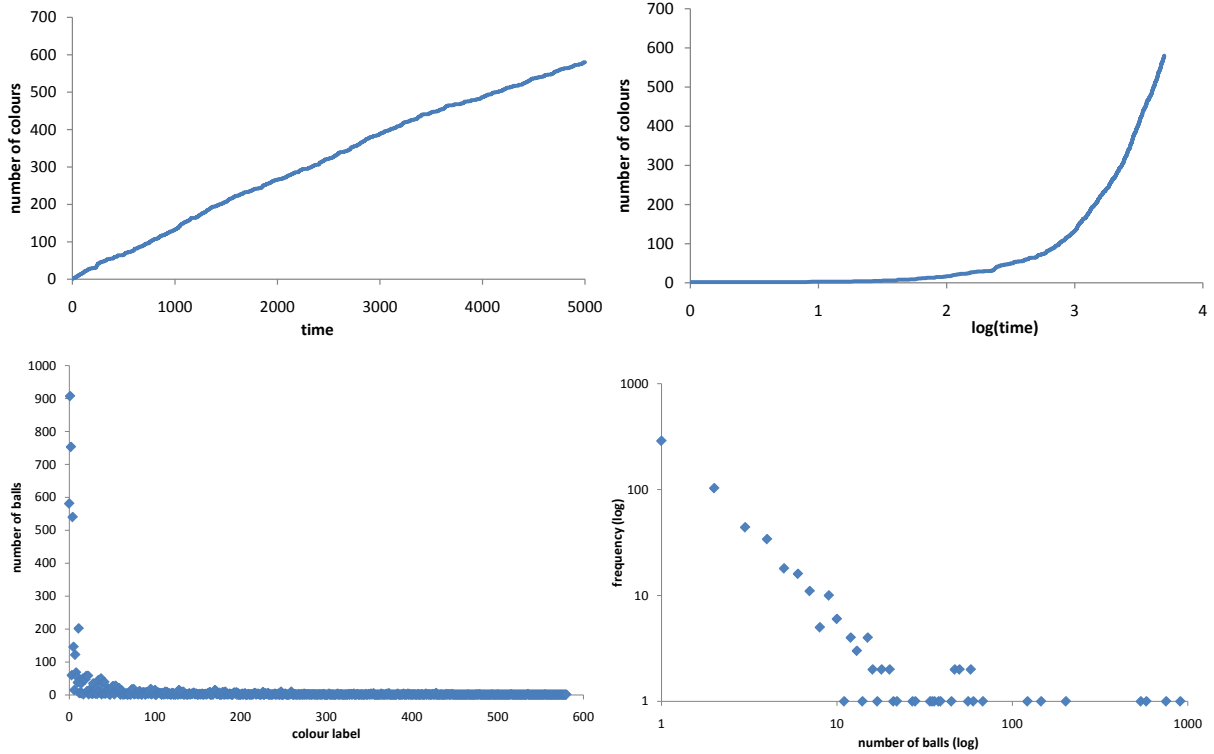 700
600
500
400
300
200
100
0
number of colours
0 1000 2000 3000 4000 5000
time
700
600
500
400
300
200
100
0
number of colours
0 1 2 3 4
log(time)
1000
900
800
700
600
500
400
300
200
100
0
number of balls
0 100 200 300 400 500 600
colour label
1000
100
10
1
frequency (log)
1 10 100 1000
number of balls (log)